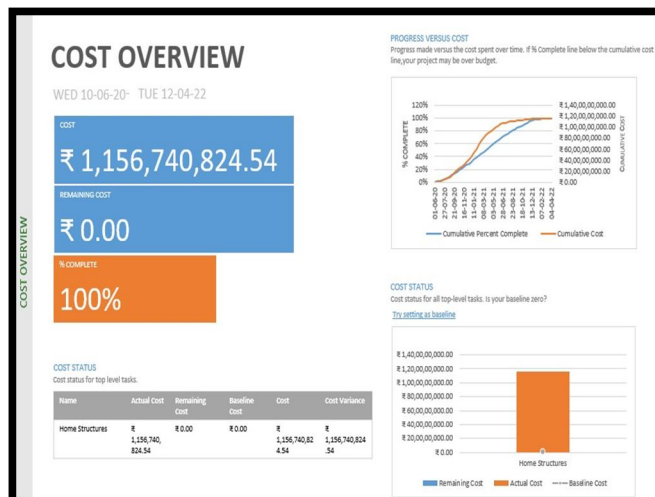 COST OVERVIEW
COST OVERVIEW
WED 10-06-20- TUE 12-04-22
COST
₹ 1,156,740,824.54
REMAINING COST
₹ 0.00
% COMPLETE
100%
COST STATUS
Cost status for top level tasks.
Name Actual Cost Remaining Cost Baseline Cost Cost Cost Variance
Home Structures ₹ 1,156,740,824.54 ₹ 0.00 ₹ 0.00 ₹ 1,156,740,824.54 ₹ 1,156,740,824.54
PROGRESS VERSUS COST
Progress made versus the cost spent over time. If % Complete line below the cumulative cost
line,your project may be over budget.
% COMPLETE
120%
100%
80%
60%
40%
20%
0%
₹ 1,40,00,00,000.00
₹ 1,20,00,00,000.00
₹ 1,00,00,00,000.00
₹ 80,00,00,000.00
₹ 60,00,00,000.00
₹ 40,00,00,000.00
₹ 20,00,00,000.00
₹ 0.00
CUMULATIVE COST
01-06-20
27-07-20
21-09-20
16-11-20
11-01-21
08-03-21
03-05-21
28-06-21
23-08-21
18-10-21
13-12-21
07-02-22
04-04-22
Cumulative Percent Complete Cumulative Cost
COST STATUS
Cost status for all top-level tasks. Is your baseline zero?
Try setting as baseline
₹ 1,40,00,00,000.00
₹ 1,20,00,00,000.00
₹ 1,00,00,00,000.00
₹ 80,00,00,000.00
₹ 60,00,00,000.00
₹ 40,00,00,000.00
₹ 20,00,00,000.00
₹ 0.00
Home Structures
Remaining Cost Actual Cost Baseline Cost